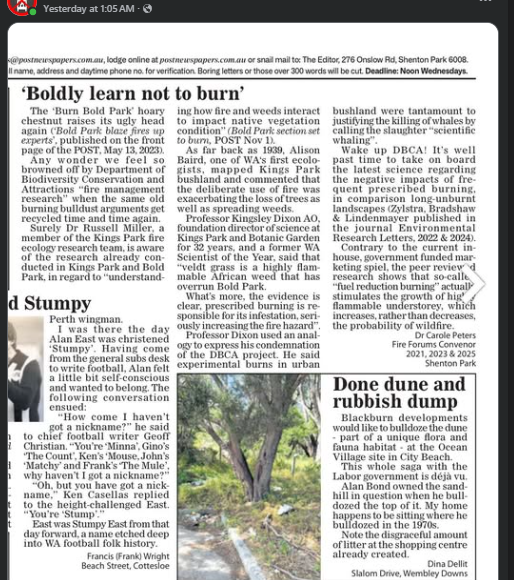 Yesterday at 1:05 AM ·
s@postnewspapers.com.au, lodge online at postnewspapers.com.au or snail mail to: The Editor, 276 Onslow Rd, Shenton Park 6008.
ll name, address and daytime phone no. for verification. Boring letters or those over 300 words will be cut. Deadline: Noon Wednesdays.
‘Boldly learn not to burn’
The ‘Burn Bold Park’ hoary
chestnut raises its ugly head
again (‘Bold Park blaze fires up
experts’, published on the front
page of the POST, May 13, 2023).
Any wonder we feel so
browned off by Department of
Biodiversity Conservation and
Attractions “fire management
research” when the same old
burning bulldust arguments get
recycled time and time again.
Surely Dr Russell Miller, a
member of the Kings Park fire
ecology research team, is aware
of the research already con-
ducted in Kings Park and Bold
Park, in regard to “understand-
ing how fire and weeds interact
to impact native vegetation
condition” (Bold Park section set
to burn, POST Nov 1).
As far back as 1939, Alison
Baird, one of WA’s first ecolo-
gists, mapped Kings Park
bushland and commented that
the deliberate use of fire was
exacerbating the loss of trees as
well as spreading weeds.
Professor Kingsley Dixon AO,
foundation director of science at
Kings Park and Botanic Garden
for 32 years, and a former WA
Scientist of the Year, said that
“veldt grass is a highly flam-
mable African weed that has
overrun Bold Park.
What’s more, the evidence is
clear, prescribed burning is re-
sponsible for its infestation, seri-
ously increasing the fire hazard”.
Professor Dixon used an anal-
ogy to express his condemnation
of the DBCA project. He said
experimental burns in urban
bushland were tantamount to
justifying the killing of whales by
calling the slaughter “scientific
whaling”.
Wake up DBCA! It’s well
past time to take on board
the latest science regarding
the negative impacts of fre-
quent prescribed burning,
in comparison long-unburnt
landscapes (Zylstra, Bradshaw
& Lindenmayer published in
the journal Environmental
Research Letters, 2022 & 2024).
Contrary to the current in-
house, government funded mar-
keting spiel, the peer review
research shows that so-calle
“fuel reduction burning” actuall
stimulates the growth of hig
flammable understorey, which
increases, rather than decreases,
the probability of wildfire.
Dr Carole Peters
Fire Forums Convenor
2021, 2023 & 2025
Shenton Park
d Stumpy
Perth wingman.
I was there the day
Alan East was christened
‘Stumpy’. Having come
from the general subs desk
to write football, Alan felt
a little bit self-conscious
and wanted to belong. The
following conversation
ensued:
“How come I haven’t
got a nickname?” he said
to chief football writer Geoff
Christian. “You’re ‘Minna’, Gino’s
‘The Count’, Ken’s ‘Mouse, John’s
‘Matchy’ and Frank’s ‘The Mule’,
why haven’t I got a nickname?”
“Oh, but you have got a nick-
name,” Ken Casellas replied
to the height-challenged East.
“You’re ‘Stump’.”
East was Stumpy East from that
day forward, a name etched deep
into WA football folk history.
Francis (Frank) Wright
Beach Street, Cottesloe
Done dune and
rubbish dump
Blackburn developments
would like to bulldoze the dune
- part of a unique flora and
fauna habitat - at the Ocean
Village site in City Beach.
This whole saga with the
Labor government is déjà vu.
Alan Bond owned the sand-
hill in question when he bull-
dozed the top of it. My home
happens to be sitting where he
bulldozed in the 1970s.
Note the disgraceful amount
of litter at the shopping centre
already created.
Dina Dellit
Slalom Drive, Wembley Downs